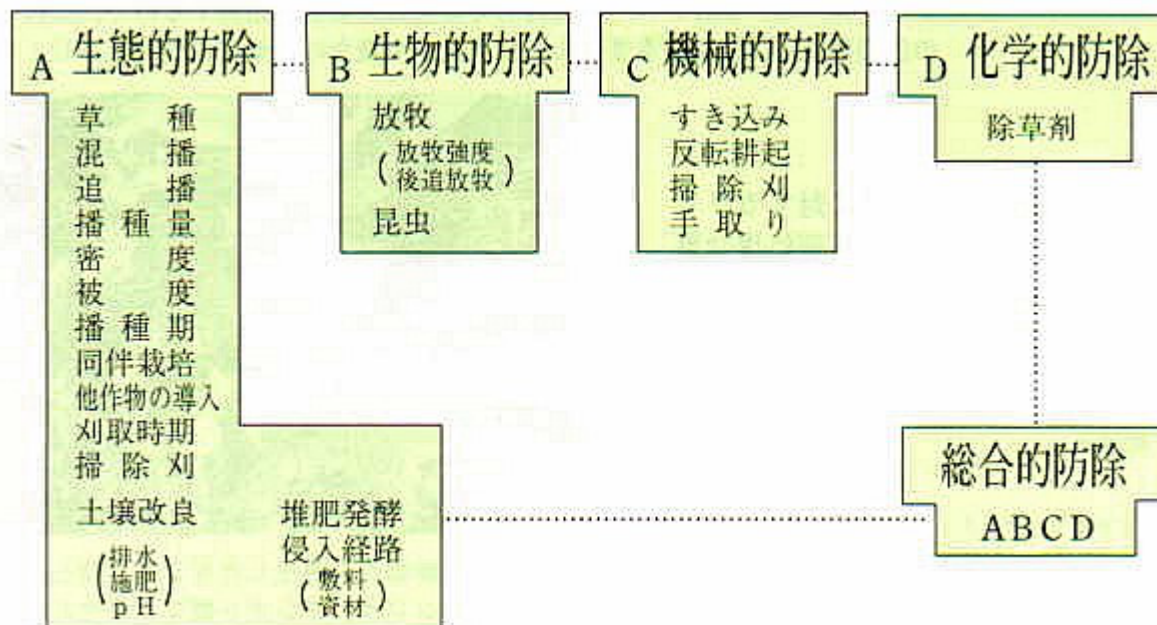 A 生態的防除
草種
混播
追播
播種量
密度
被度
播種期
同伴栽培
他作物の導入
刈取時期
掃除刈
土壌改良
(排水
施肥
pH)
堆肥発酵
侵入経路
(敷料
資材)
B 生物的防除
放牧
(放牧強度
後追放牧)
昆虫
C 機械的防除
すき込み
反転耕起
掃除刈
手取り
D 化学的防除
除草剤
総合的防除
ABCD